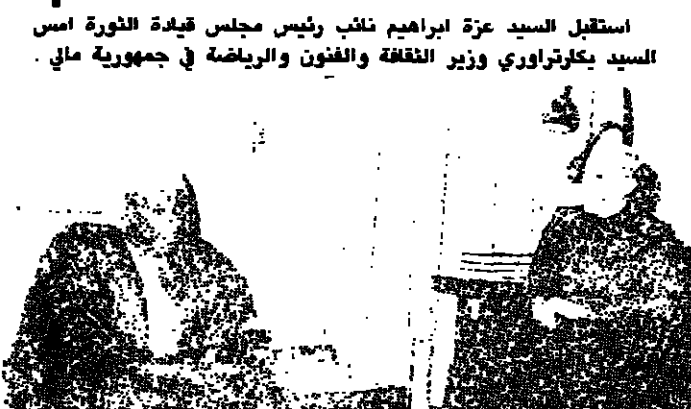 استقبل السيد عزة ابراهيم نائب رئيس مجلس قيادة الثورة امس
السيد بكارتراوري وزير الثقافة والفنون والرياضة في جمهورية مالي .